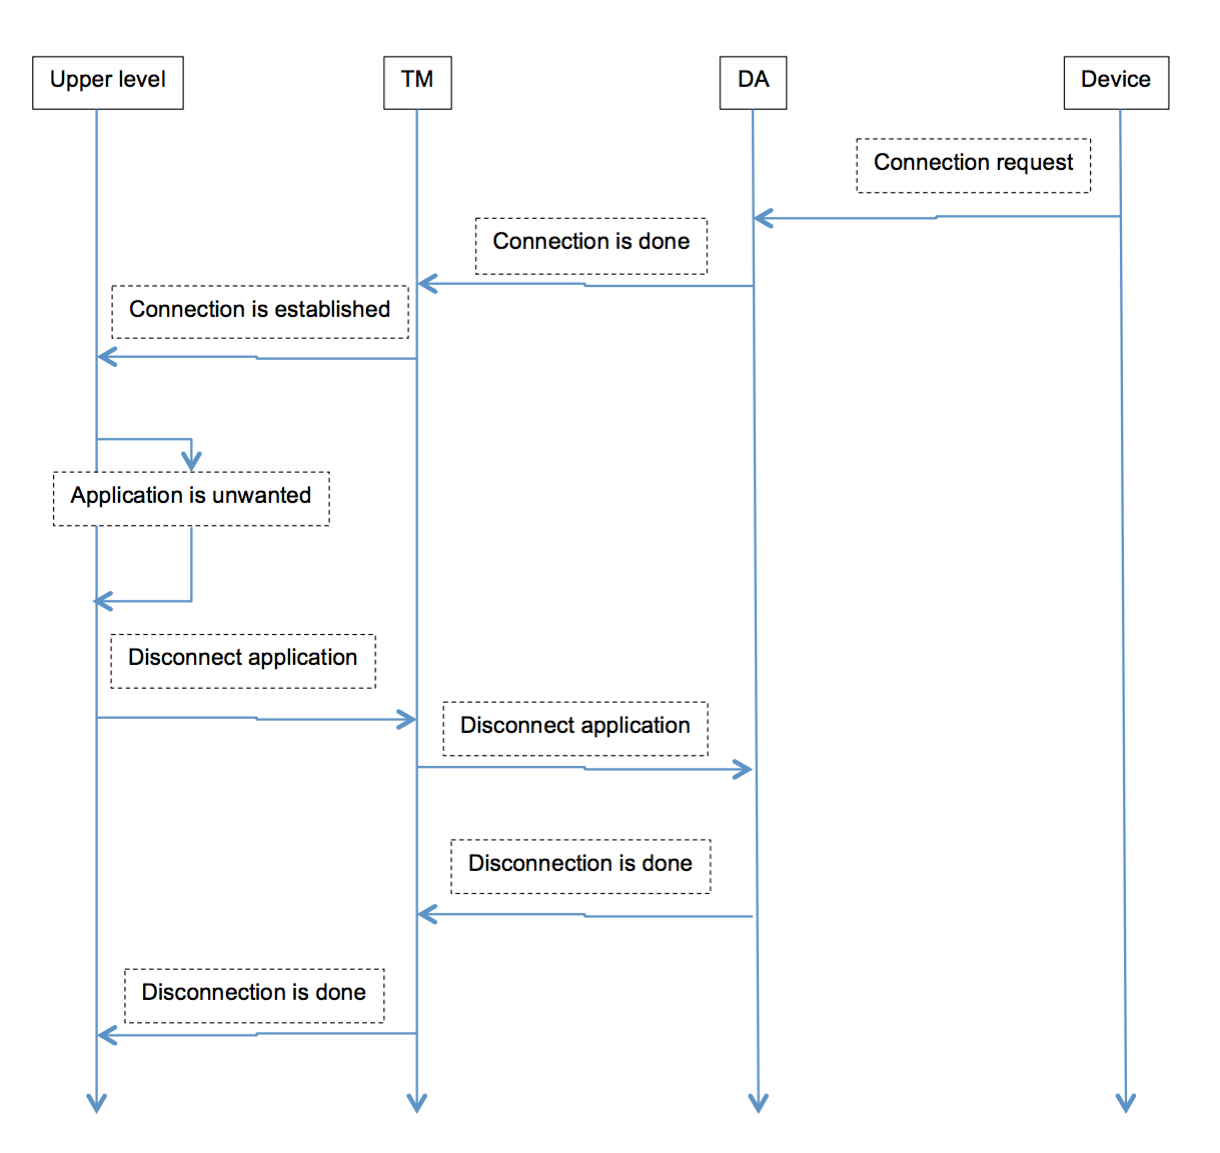 Upper level
TM
DA
Device
Connection request
Connection is done
Connection is established
Application is unwanted
Disconnect application
Disconnect application
Disconnection is done
Disconnection is done